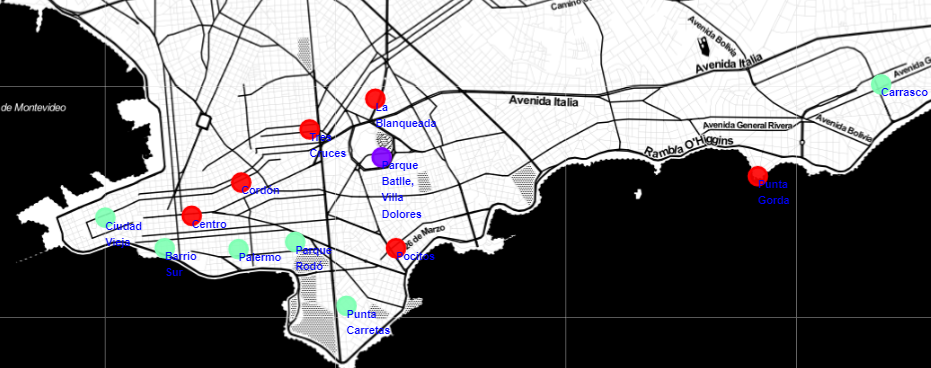 Camino
Avenida Bolivia
Avenida Italia
Avenida G
Carrasco
de Montevideo
La
Blanqueada
Avenida Italia
Avenida General Rivera
Avenida Bolivia
Tres
Cruces
Rambla O'Higgins
Parque
Batlle,
Villa
Dolores
Cordon
Punta
Gorda
Ciudad
Vieja
Centro
26 de Marzo
Barrio
Sur
Palermo
Parque
Rodó
Pocitos
Punta
Carretas